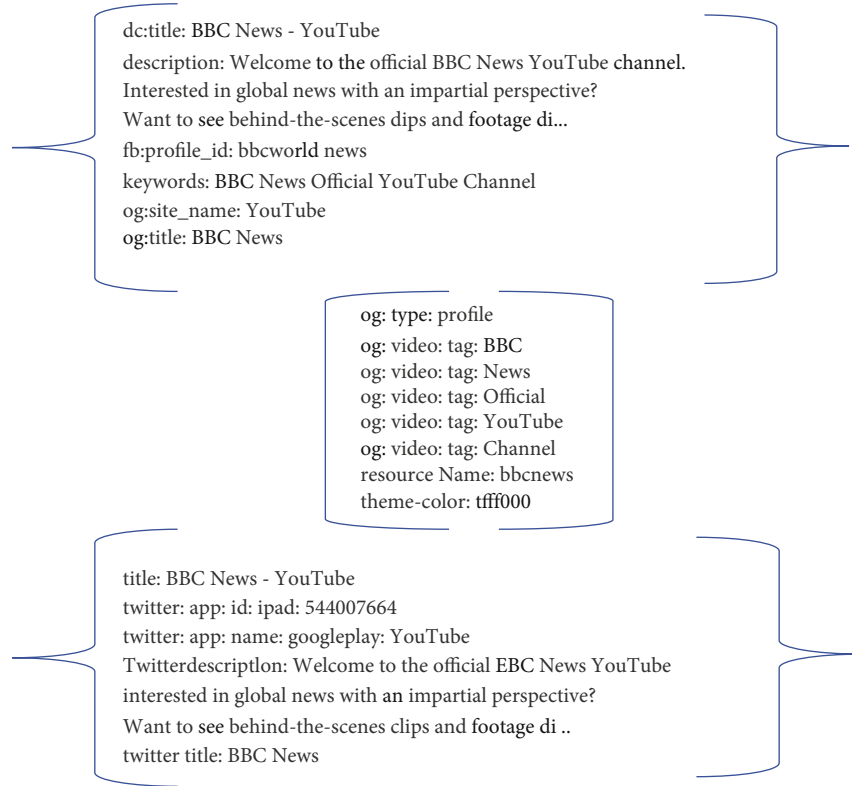 dc:title: BBC News - YouTube
description: Welcome to the official BBC News YouTube channel.
Interested in global news with an impartial perspective?
Want to see behind-the-scenes dips and footage di...
fb:profile_id: bbcworld news
keywords: BBC News Official YouTube Channel
og:site_name: YouTube
og:title: BBC News
og: type: profile
og: video: tag: BBC
og: video: tag: News
og: video: tag: Official
og: video: tag: YouTube
og: video: tag: Channel
resource Name: bbcnews
theme-color: tfff000
title: BBC News - YouTube
twitter: app: id: ipad: 544007664
twitter: app: name: googleplay: YouTube
Twitterdescriptlon: Welcome to the official EBC News YouTube
interested in global news with an impartial perspective?
Want to see behind-the-scenes clips and footage di ..
twitter title: BBC News